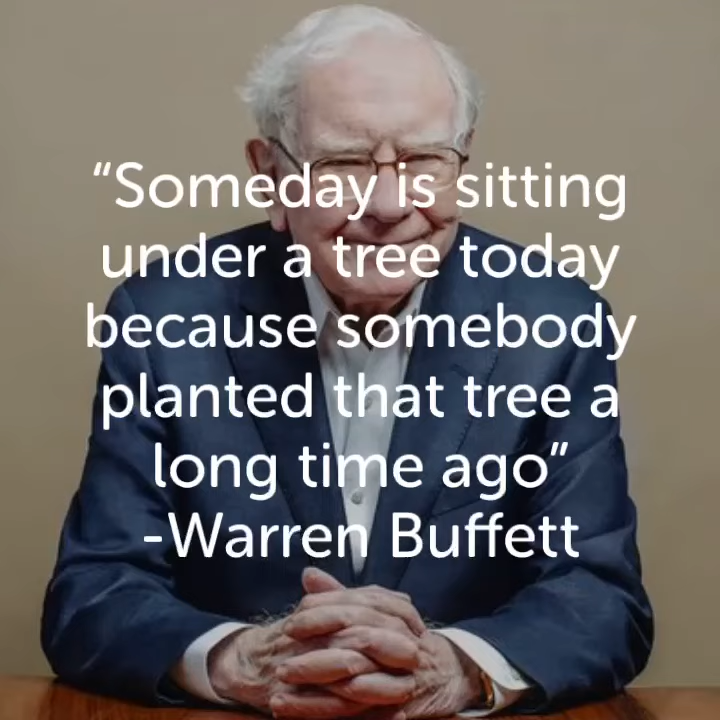 “Someday is sitting
under a tree today
because somebody
planted that tree a
long time ago”
-Warren Buffett